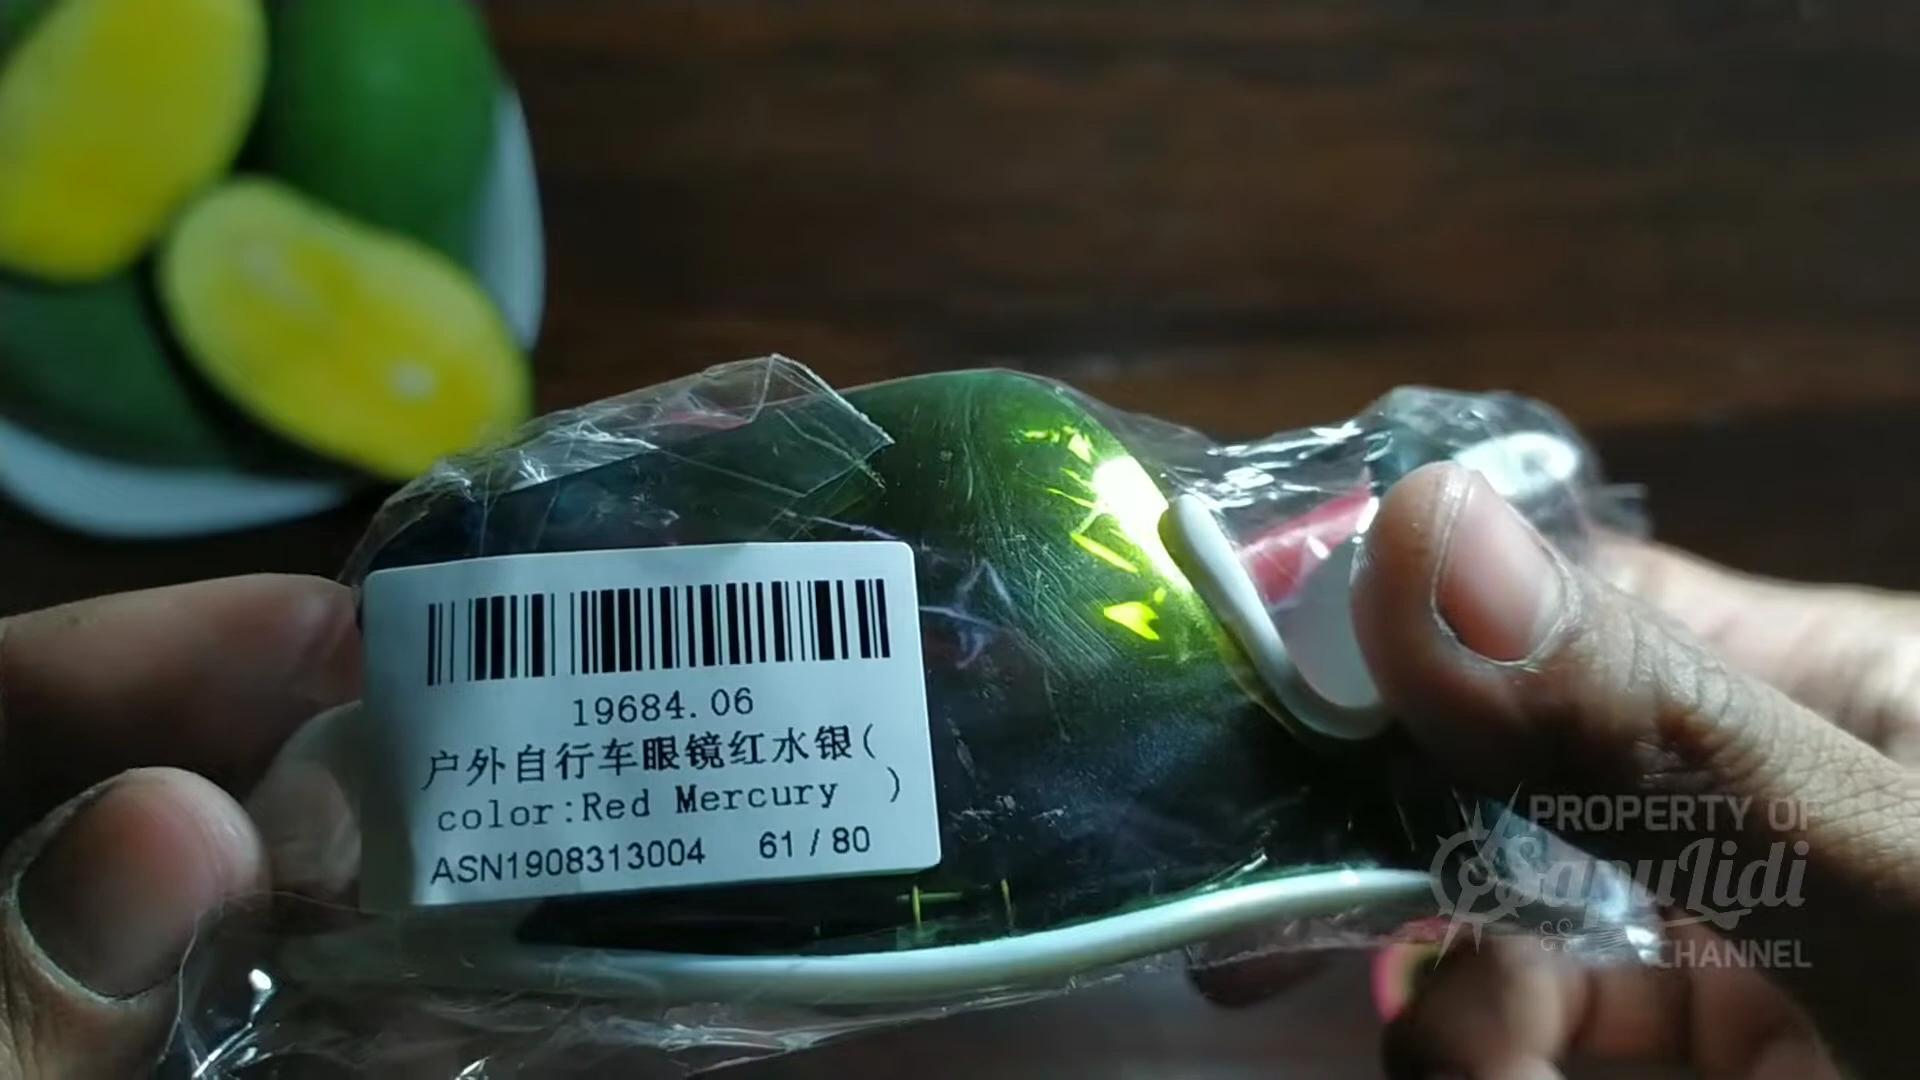 19684.06
户外自行车眼镜红水银(
color:Red Mercury )
ASN1908313004 61 / 80
PROPERTY OF
SapuLidi
CHANNEL